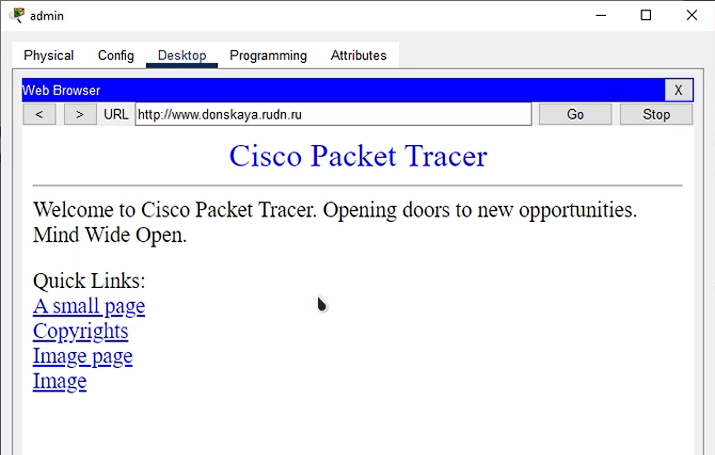 admin
Physical Config Desktop Programming Attributes
Web Browser X
< > URL http://www.donskaya.rudn.ru Go Stop
Cisco Packet Tracer
Welcome to Cisco Packet Tracer. Opening doors to new opportunities.
Mind Wide Open.
Quick Links:
A small page
Copyrights
Image page
Image